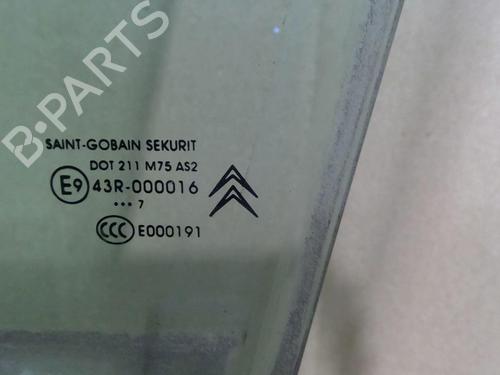 B-PARTS
SAINT-GOBAIN SEKURIT
DOT 211 M75 AS2
E9 43R-000016
... 7
CCC E000191